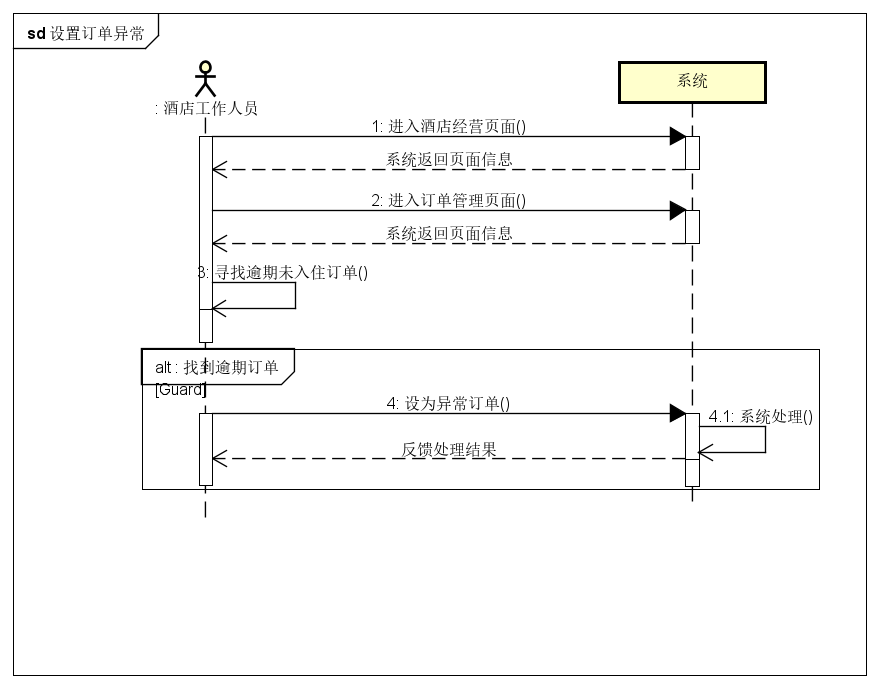 sd 设置订单异常
: 酒店工作人员
系统
1: 进入酒店经营页面()
系统返回页面信息
2: 进入订单管理页面()
系统返回页面信息
3: 寻找逾期未入住订单()
alt : 找到逾期订单
[Guard]
4: 设为异常订单()
4.1: 系统处理()
反馈处理结果